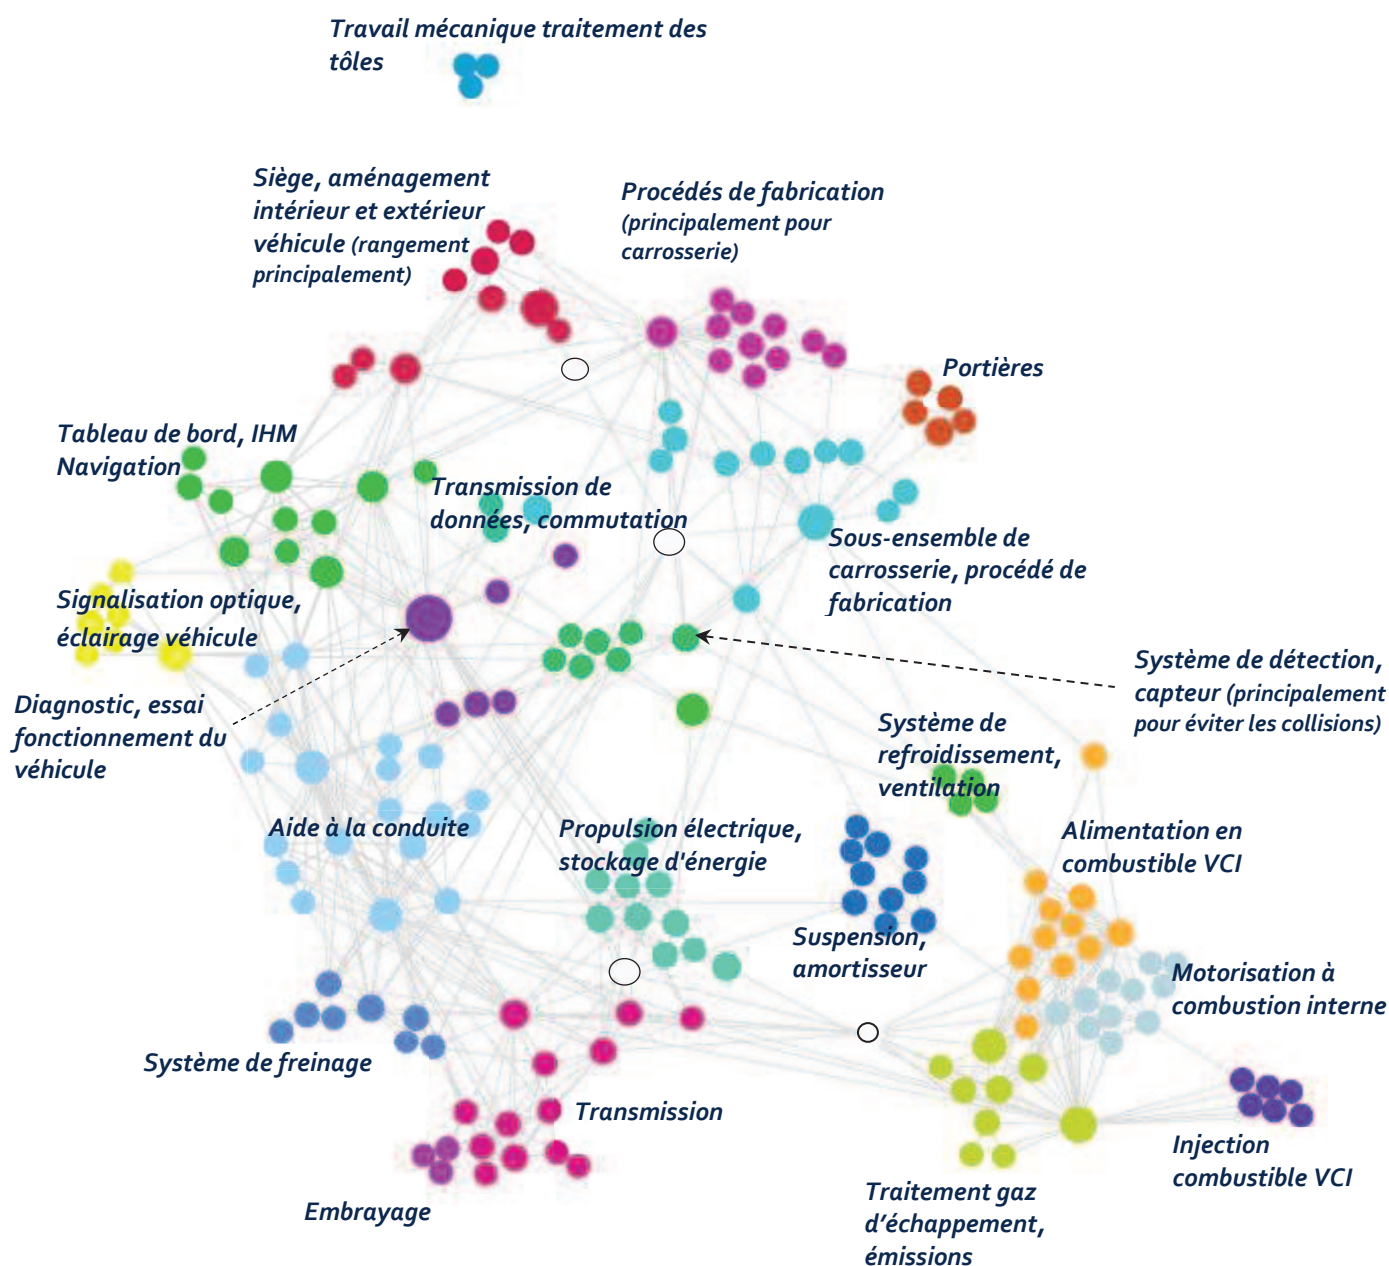 Travail mécanique traitement des
tôles
Siège, aménagement
intérieur et extérieur
véhicule (rangement
principalement)
Procédés de fabrication
(principalement pour
carrosserie)
Portières
Tableau de bord, IHM
Navigation
Transmission de
données, commutation
Sous-ensemble de
carrosserie, procédé de
fabrication
Signalisation optique,
éclairage véhicule
Système de détection,
capteur (principalement
pour éviter les collisions)
Diagnostic, essai
fonctionnement du
véhicule
Système de
refroidissement,
ventilation
Aide à la conduite
Propulsion électrique,
stockage d'énergie
Alimentation en
combustible VCI
Suspension,
amortisseur
Motorisation à
combustion interne
Système de freinage
Transmission
Injection
combustible VCI
Embrayage
Traitement gaz
d’échappement,
émissions